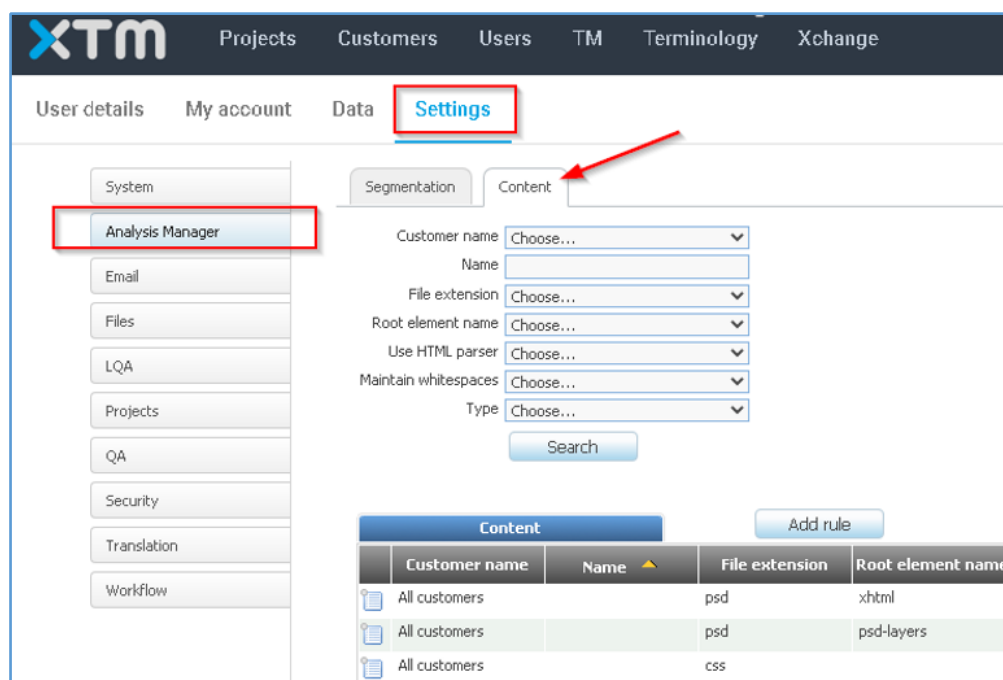 XTM Projects Customers Users TM Terminology Xchange
User details My account Data Settings
System
Analysis Manager
Email
Files
LQA
Projects
QA
Security
Translation
Workflow
Segmentation Content
Customer name Choose...
Name
File extension Choose...
Root element name Choose...
Use HTML parser Choose...
Maintain whitespaces Choose...
Type Choose...
Search
Content Add rule
Customer name Name File extension Root element name
All customers psd xhtml
All customers psd psd-layers
All customers css